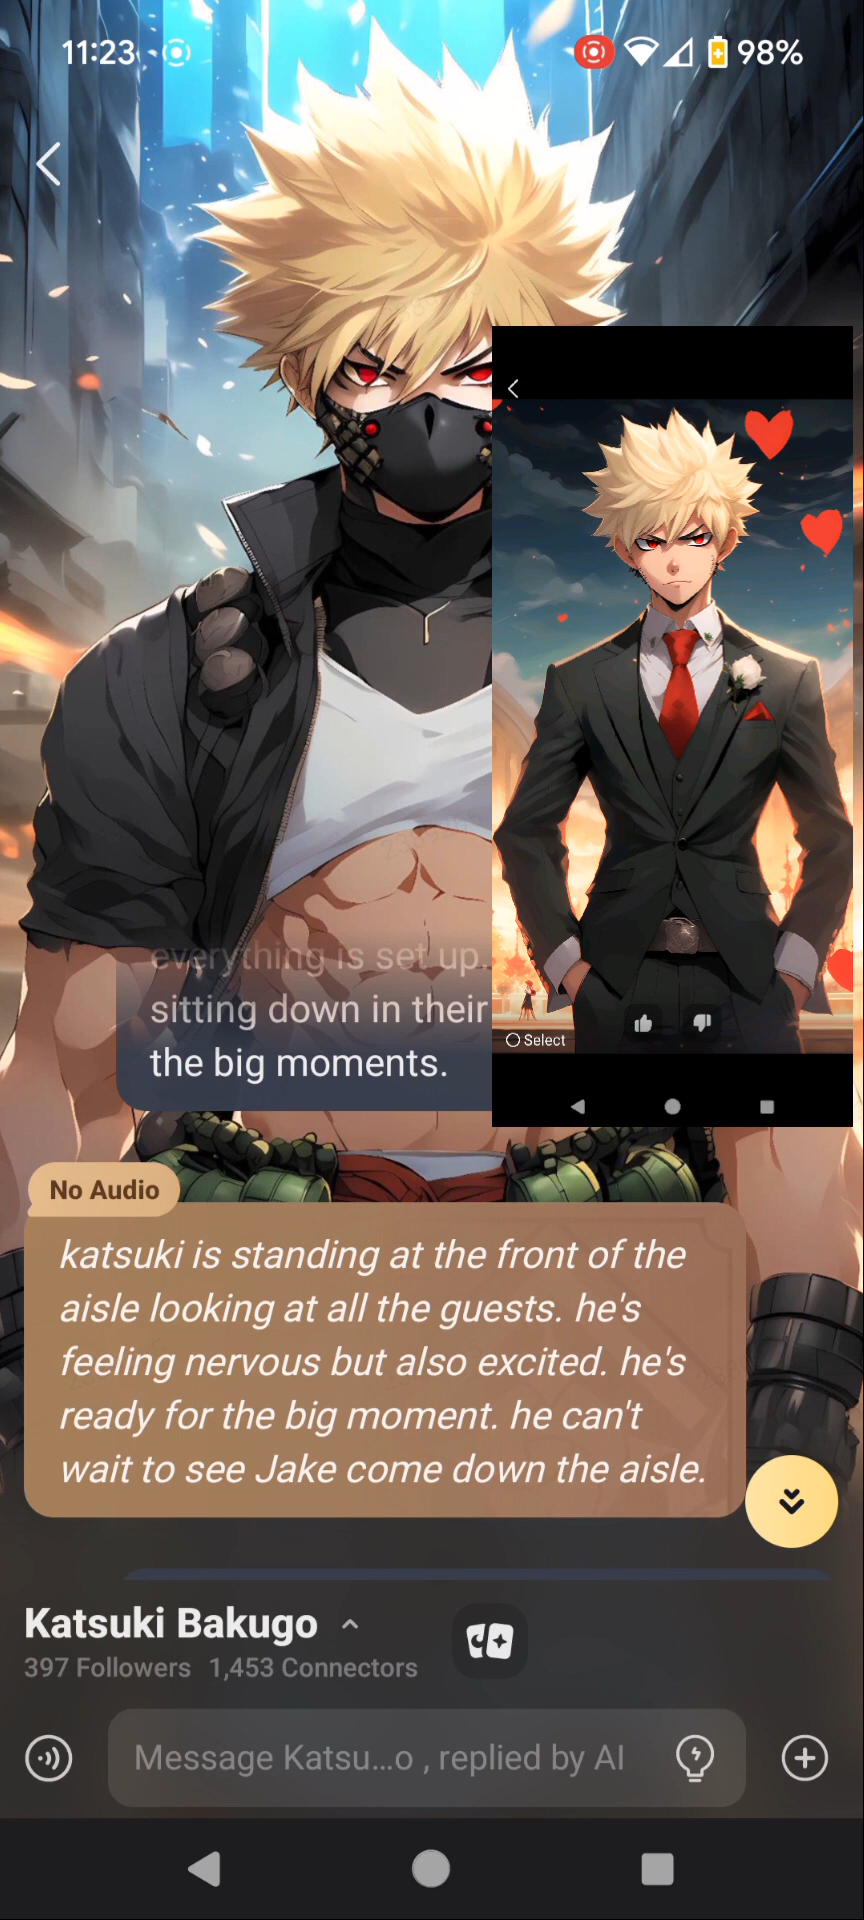 11:23
98%
Select
everything is set up.
sitting down in their
the big moments.
No Audio
katsuki is standing at the front of the
aisle looking at all the guests. he's
feeling nervous but also excited. he's
ready for the big moment. he can't
wait to see Jake come down the aisle.
Katsuki Bakugo
397 Followers 1,453 Connectors
Message Katsu...o , replied by AI